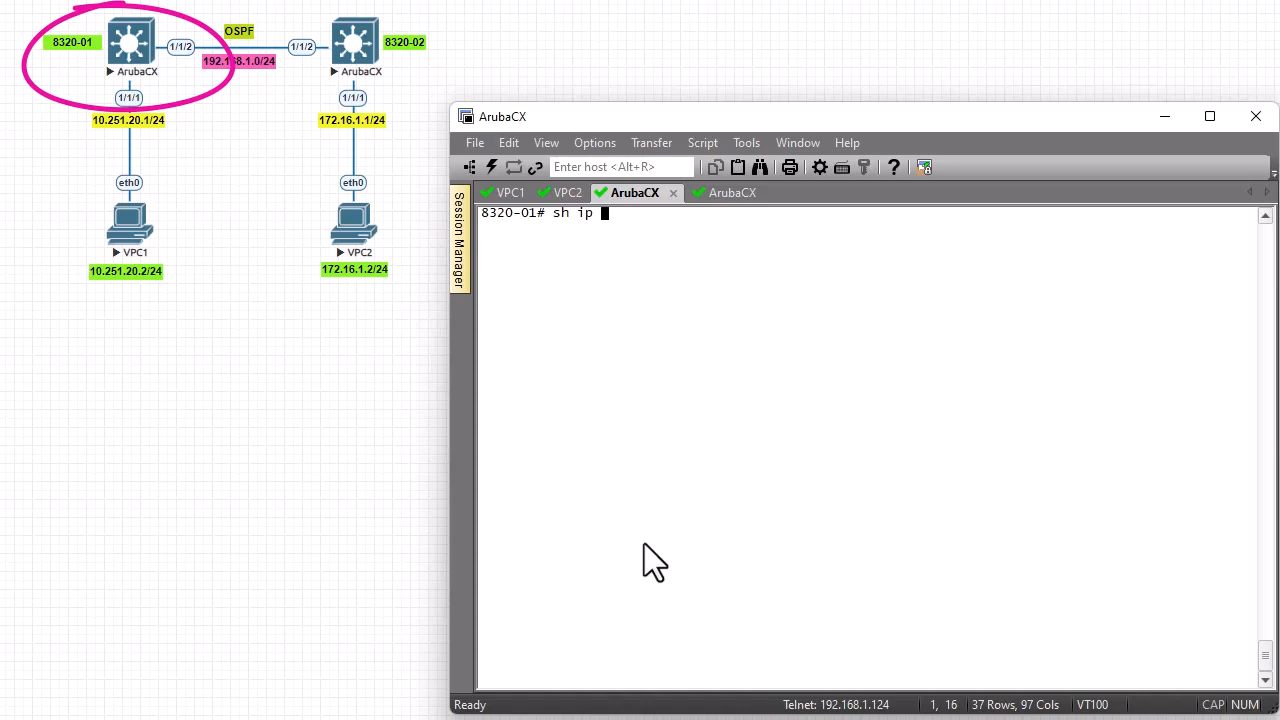 8320-01
1/1/2
OSPF
1/1/2
8320-02
192.168.1.0/24
ArubaCX
ArubaCX
1/1/1
1/1/1
10.251.20.1/24
172.16.1.1/24
eth0
eth0
VPC1
VPC2
10.251.20.2/24
172.16.1.2/24
ArubaCX
File Edit View Options Transfer Script Tools Window Help
Enter host <Alt+R>
VPC1 VPC2 ArubaCX ArubaCX
Session Manager
8320-01# sh ip
Ready Telnet: 192.168.1.124 1, 16 37 Rows, 97 Cols VT100 CAP NUM